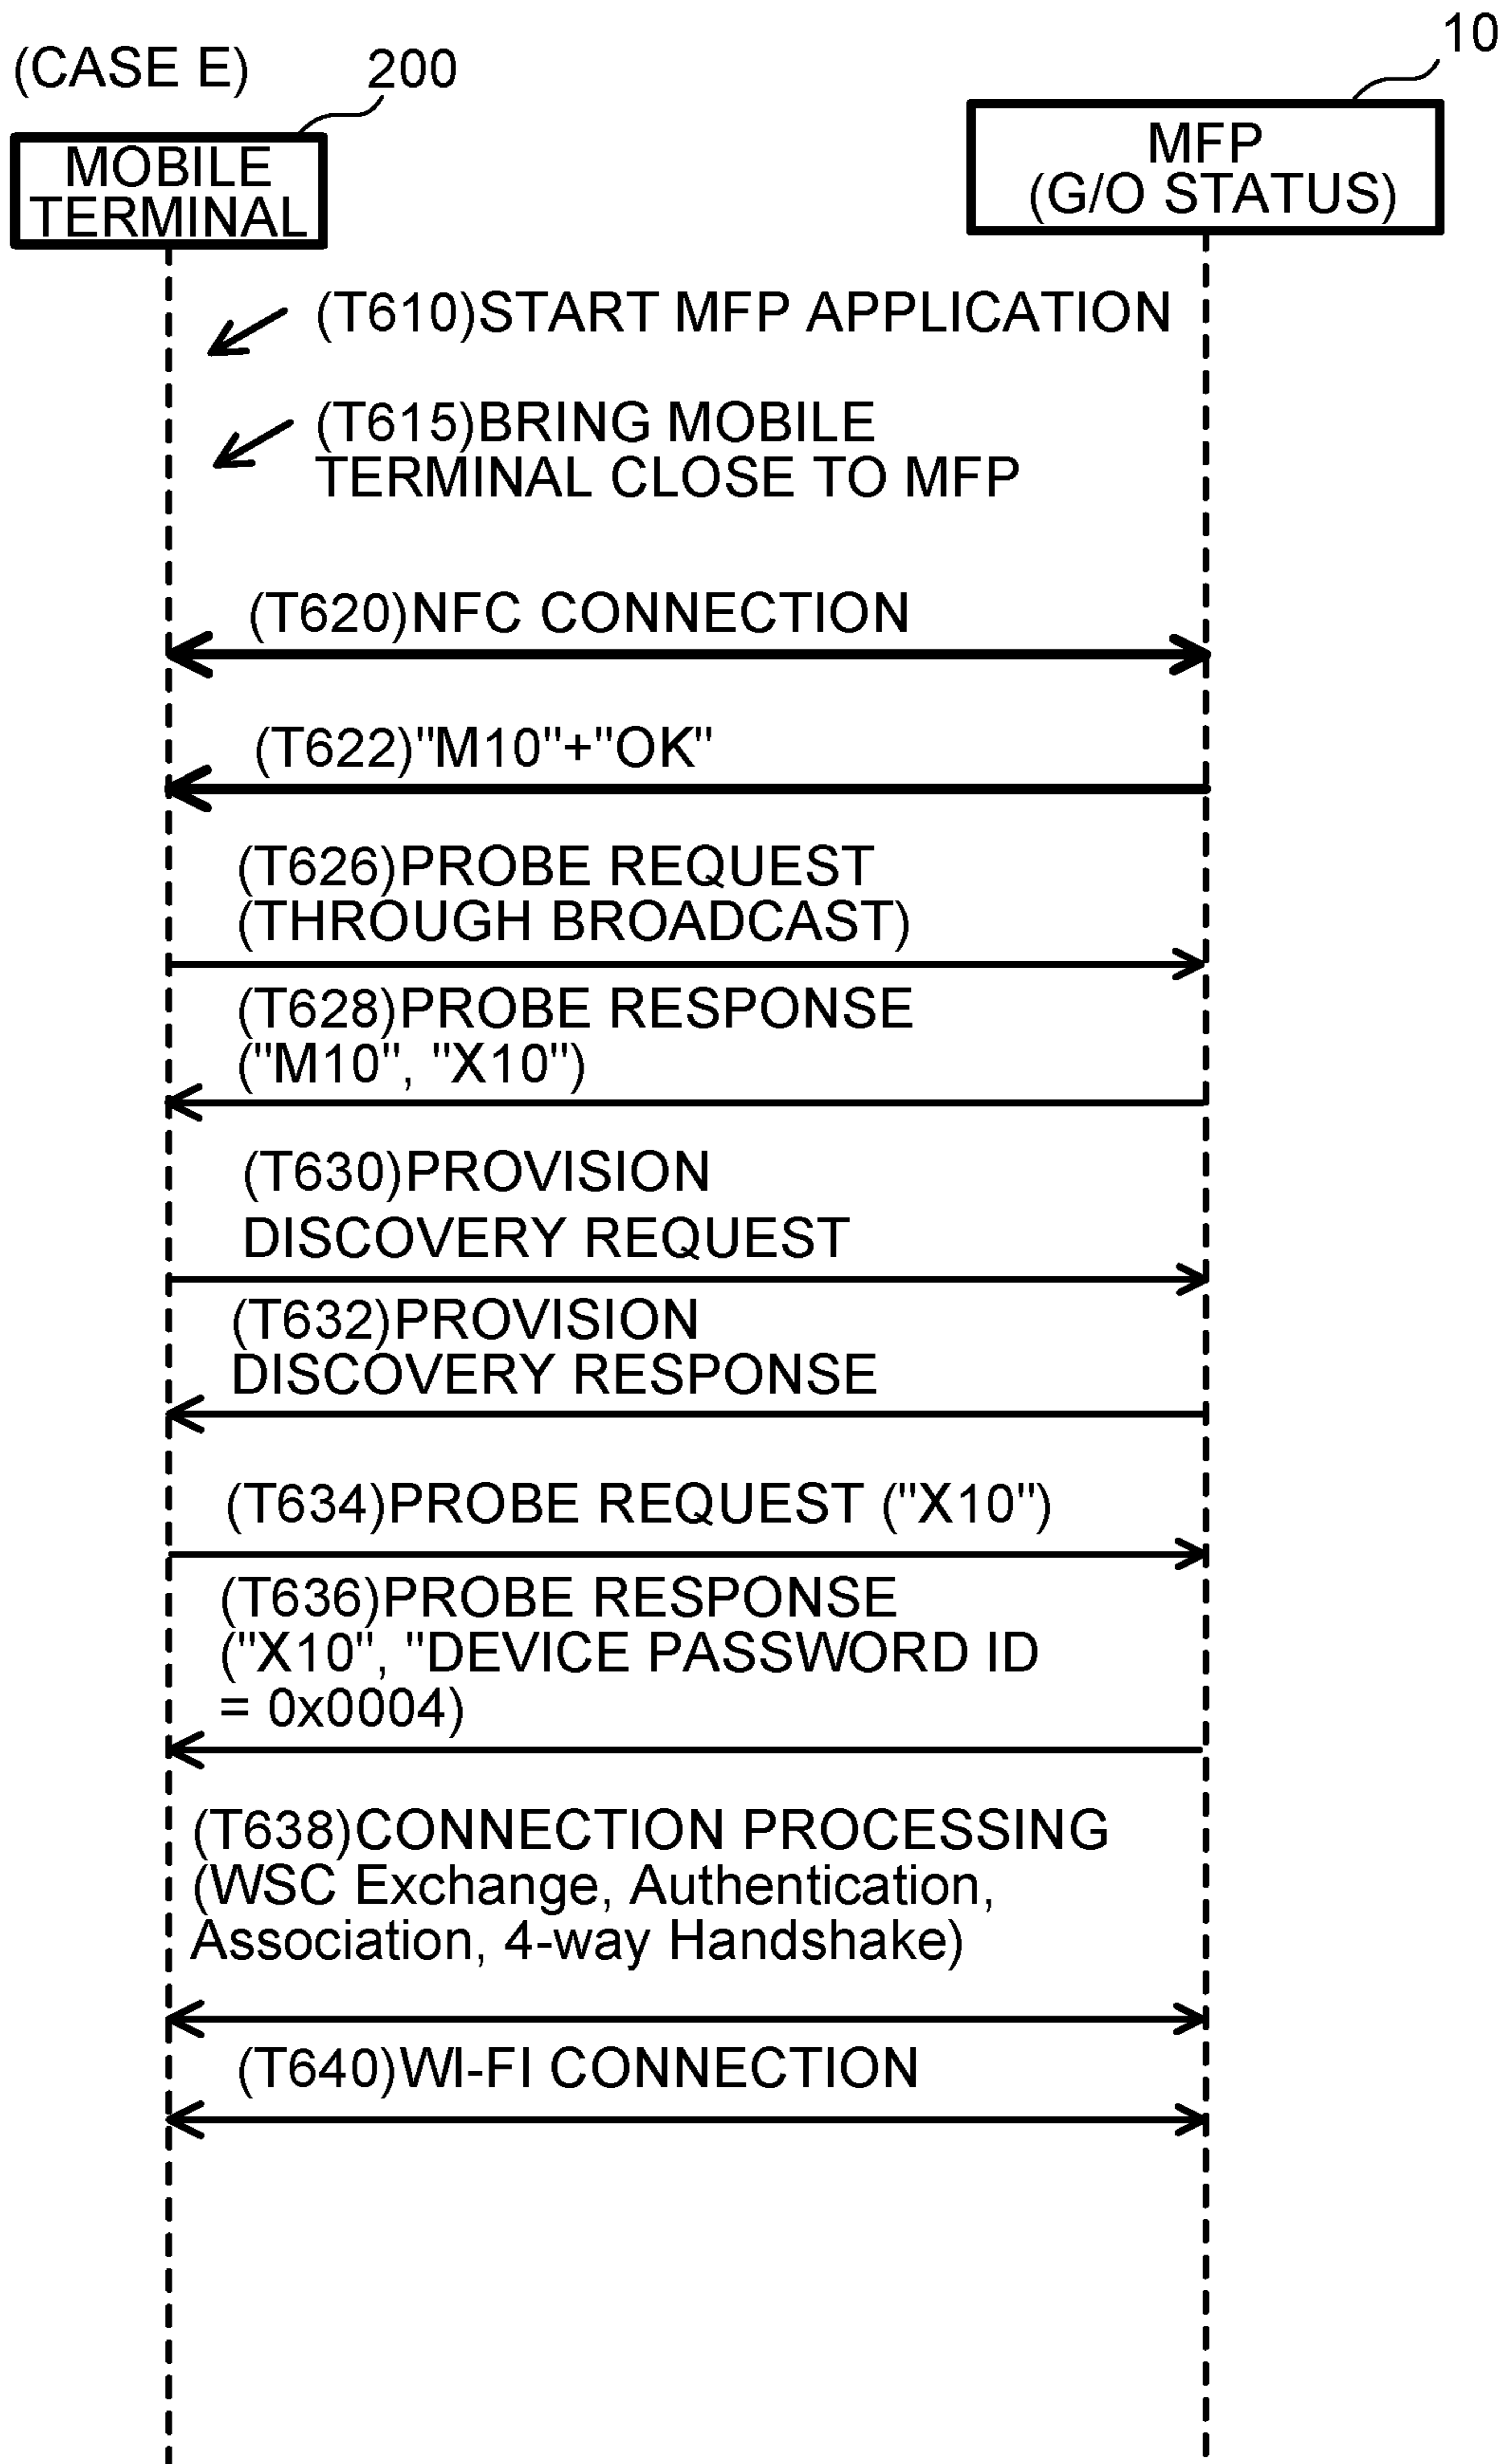 (CASE E)
200
10
MOBILE
TERMINAL
MFP
(G/O STATUS)
(T610)START MFP APPLICATION
(T615)BRING MOBILE
TERMINAL CLOSE TO MFP
(T620)NFC CONNECTION
(T622)"M10"+"OK"
(T626)PROBE REQUEST
(THROUGH BROADCAST)
(T628)PROBE RESPONSE
("M10", "X10")
(T630)PROVISION
DISCOVERY REQUEST
(T632)PROVISION
DISCOVERY RESPONSE
(T634)PROBE REQUEST ("X10")
(T636)PROBE RESPONSE
("X10", "DEVICE PASSWORD ID
= 0x0004)
(T638)CONNECTION PROCESSING
(WSC Exchange, Authentication,
Association, 4-way Handshake)
(T640)WI-FI CONNECTION